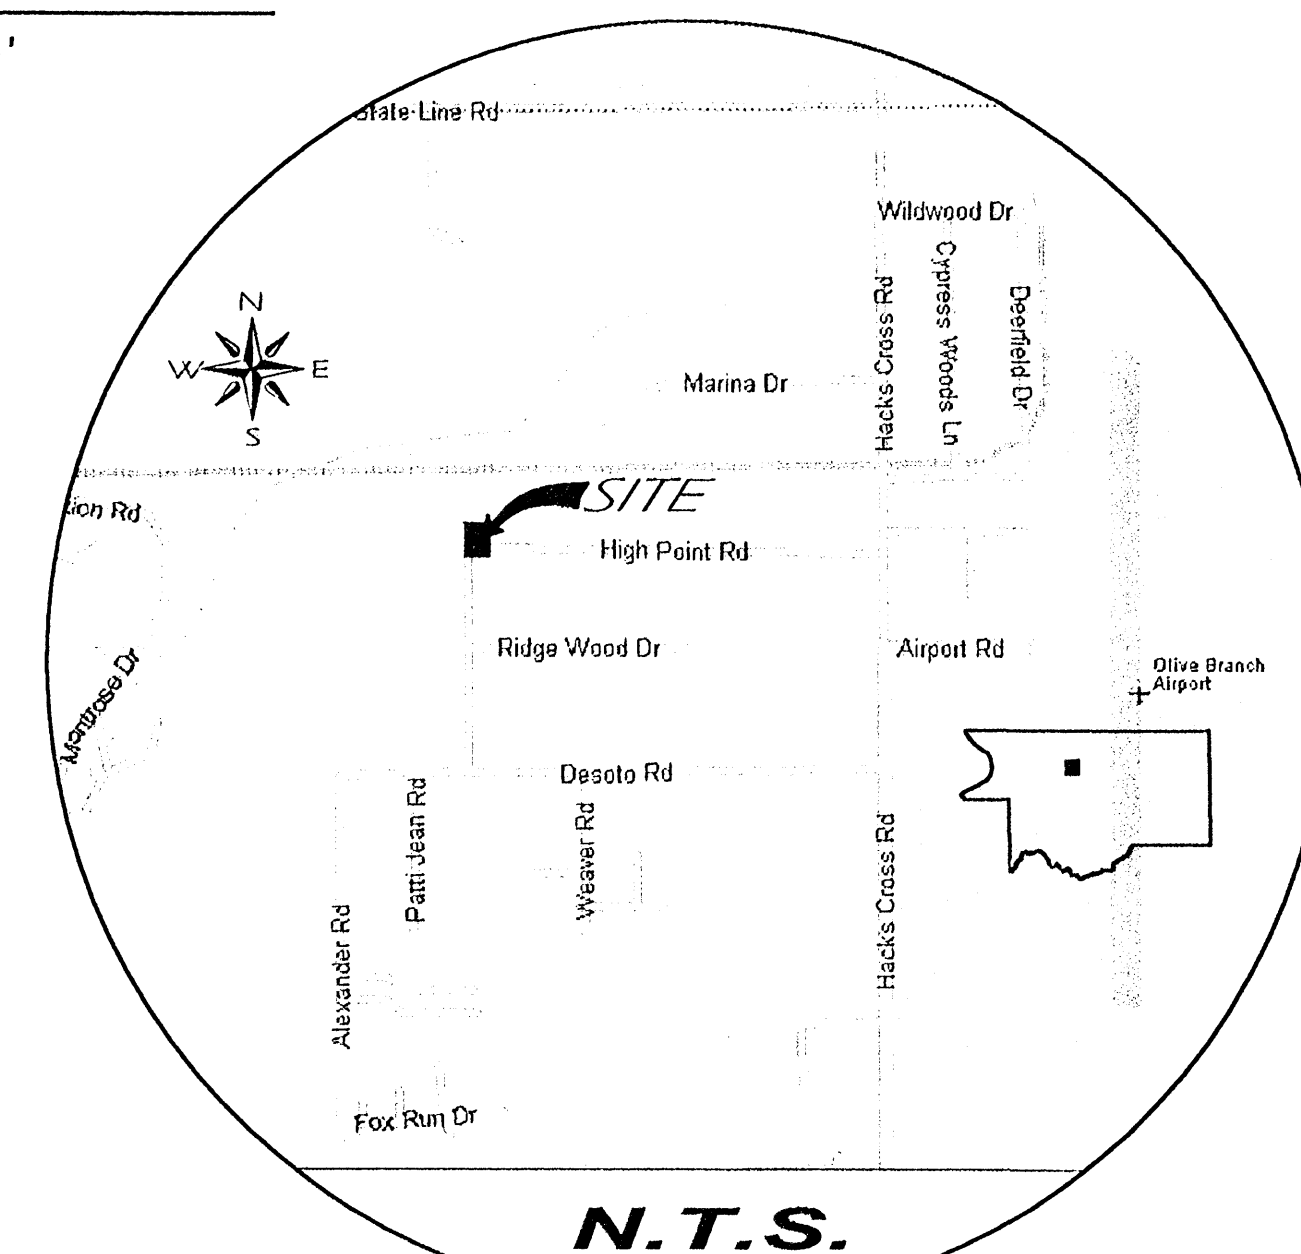 State Line Rd
Wildwood Dr
Cypress Woods Ln
Deerfield Dr
Hacks Cross Rd
N
W E
S
Marina Dr
SITE
High Point Rd
Ridge Wood Dr
Airport Rd
Olive Branch
Airport
Montrose Dr
Desoto Rd
Patti Jean Rd
Weaver Rd
Hacks Cross Rd
Alexander Rd
Fox Run Dr
N.T.S.